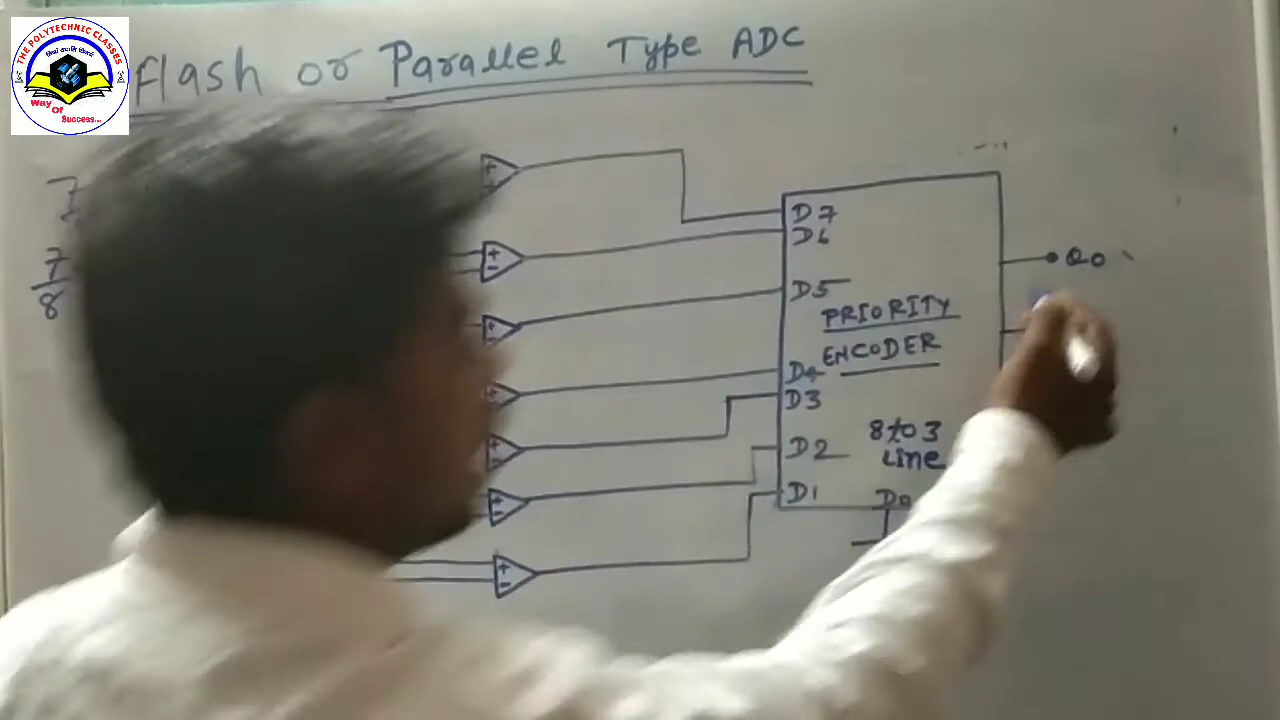 THE POLYTECHNIC CLASSES
Way Of Success...
Flash or Parallel Type ADC
7
7
8
+
-
+
-
+
-
+
-
+
-
+
-
+
-
D7
D6
D5
D4
D3
D2
D1
D0
PRIORITY
ENCODER
8 to 3
Line
Q0